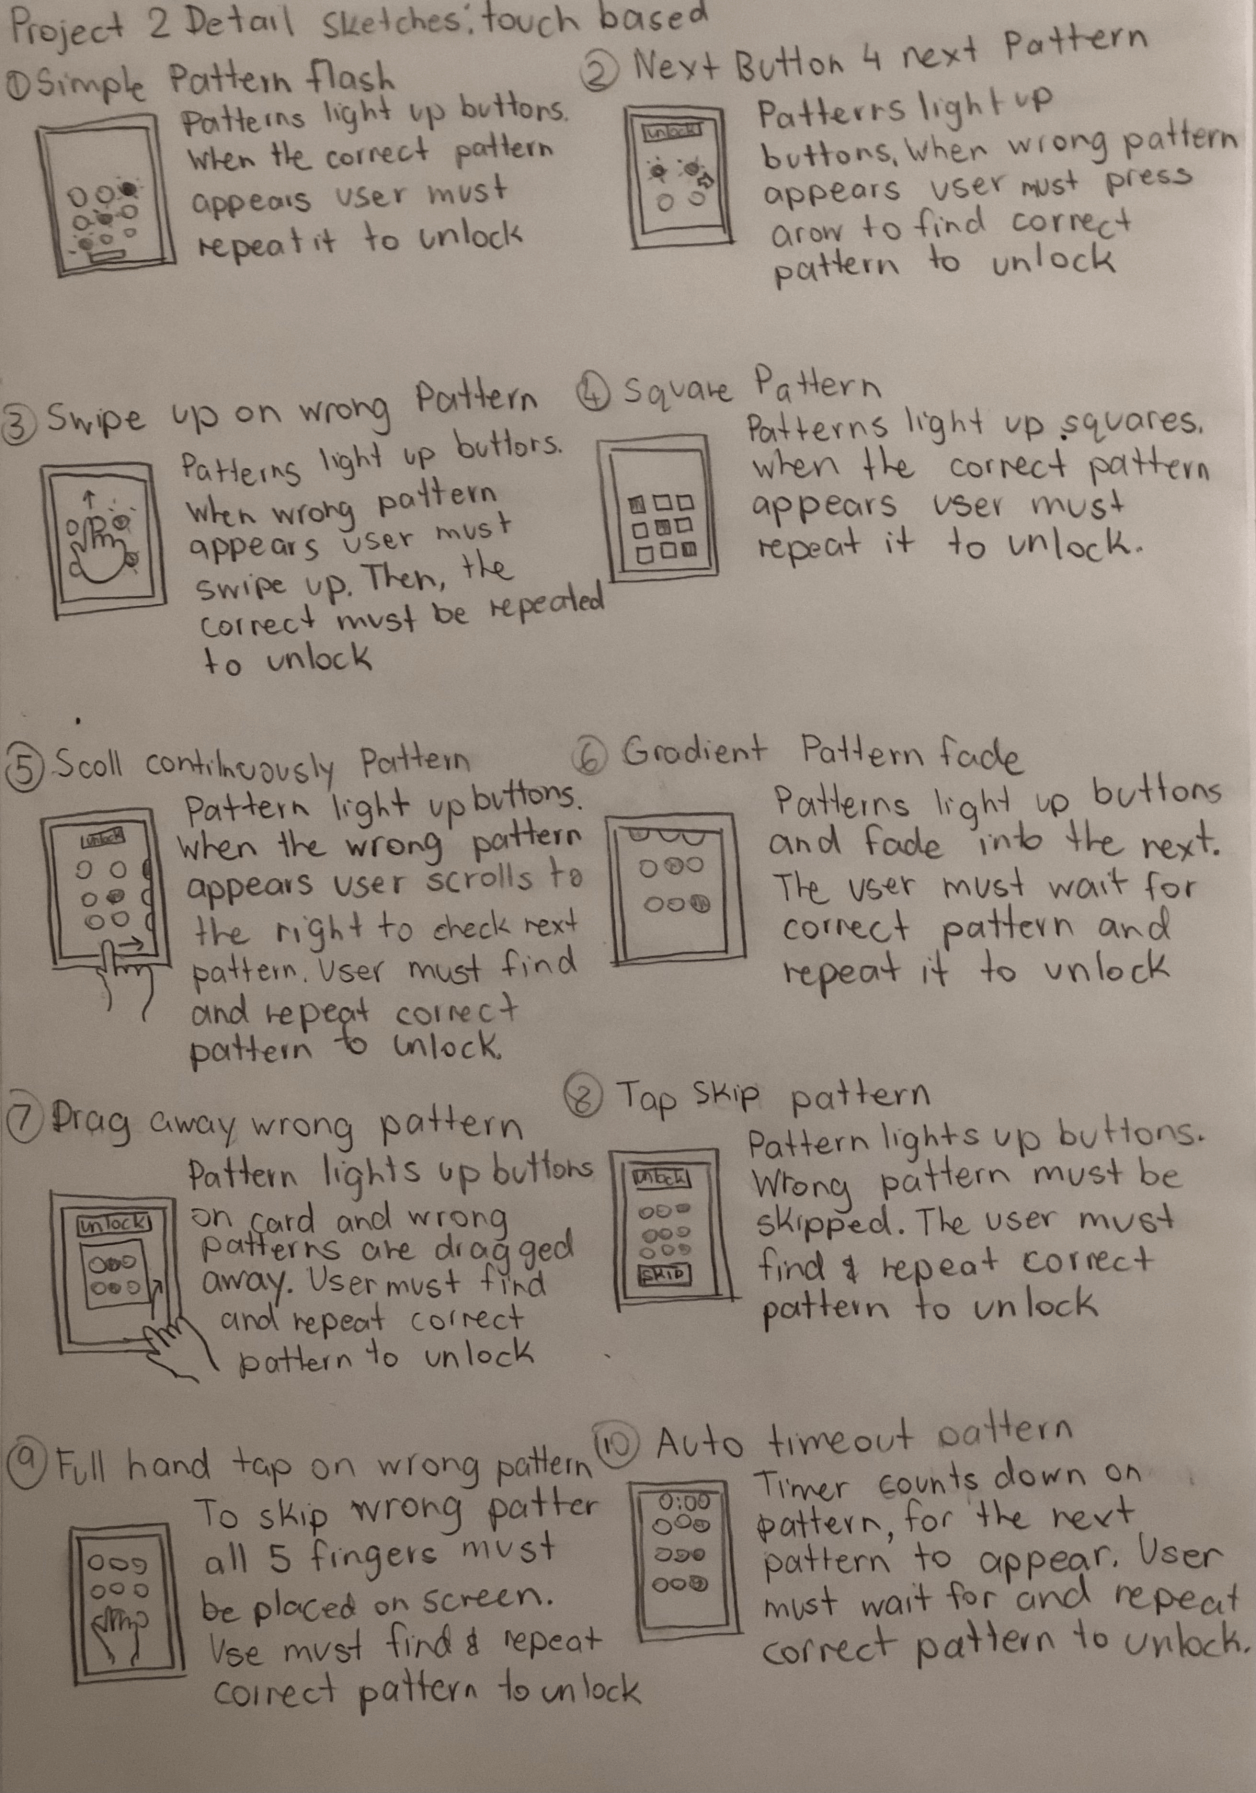 Project 2 Detail sketches: touch based
① Simple Pattern flash
Patterns light up buttons.
When the correct pattern
appears user must
repeat it to unlock
② Next Button 4 next Pattern
unlock
Patterns light up
buttons. When wrong pattern
appears user must press
arow to find correct
pattern to unlock
③ Swipe up on wrong Pattern
Patterns light up buttons.
When wrong pattern
appears user must
swipe up. Then, the
correct must be repeated
to unlock
④ Square Pattern
Patterns light up squares.
when the correct pattern
appears user must
repeat it to unlock.
⑤ Scoll continuously Pattern
unlock
Pattern light up buttons.
When the wrong pattern
appears user scrolls to
the right to check next
pattern. User must find
and repeat correct
pattern to unlock.
⑥ Gradient Pattern fade
Patterns light up buttons
and fade into the next.
The user must wait for
correct pattern and
repeat it to unlock
⑦ Drag away wrong pattern
unlock
Pattern lights up buttons
on card and wrong
patterns are dragged
away. User must find
and repeat correct
pattern to unlock
⑧ Tap Skip pattern
unlock
SKIP
Pattern lights up buttons.
Wrong pattern must be
skipped. The user must
find & repeat correct
pattern to unlock
⑨ Full hand tap on wrong pattern
To skip wrong patter
all 5 fingers must
be placed on screen.
Use must find & repeat
correct pattern to unlock
⑩ Auto timeout pattern
0:00
Timer counts down on
pattern, for the next
pattern to appear. User
must wait for and repeat
correct pattern to unlock.